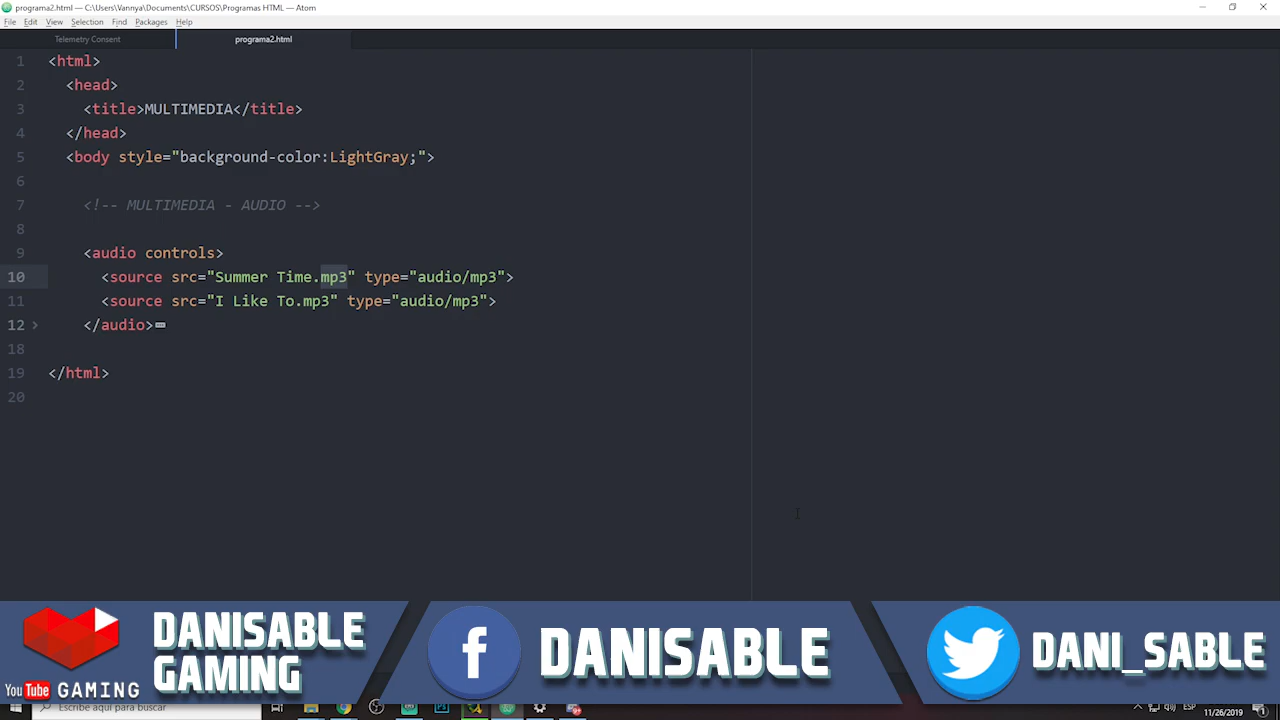 programa2.html — C:\Users\Vannya\Documents\CURSOS\Programas HTML — Atom
File Edit View Selection Find Packages Help
Telemetry Consent programa2.html
1 <html>
2 <head>
3 <title>MULTIMEDIA</title>
4 </head>
5 <body style="background-color:LightGray;">
6
7 <!-- MULTIMEDIA - AUDIO -->
8
9 <audio controls>
10 <source src="Summer Time.mp3" type="audio/mp3">
11 <source src="I Like To.mp3" type="audio/mp3">
12 </audio>
18
19 </html>
20
DANISABLE
GAMING
YouTube GAMING
f DANISABLE
DANI_SABLE
Escribe aquí para buscar
ESP
11/26/2019